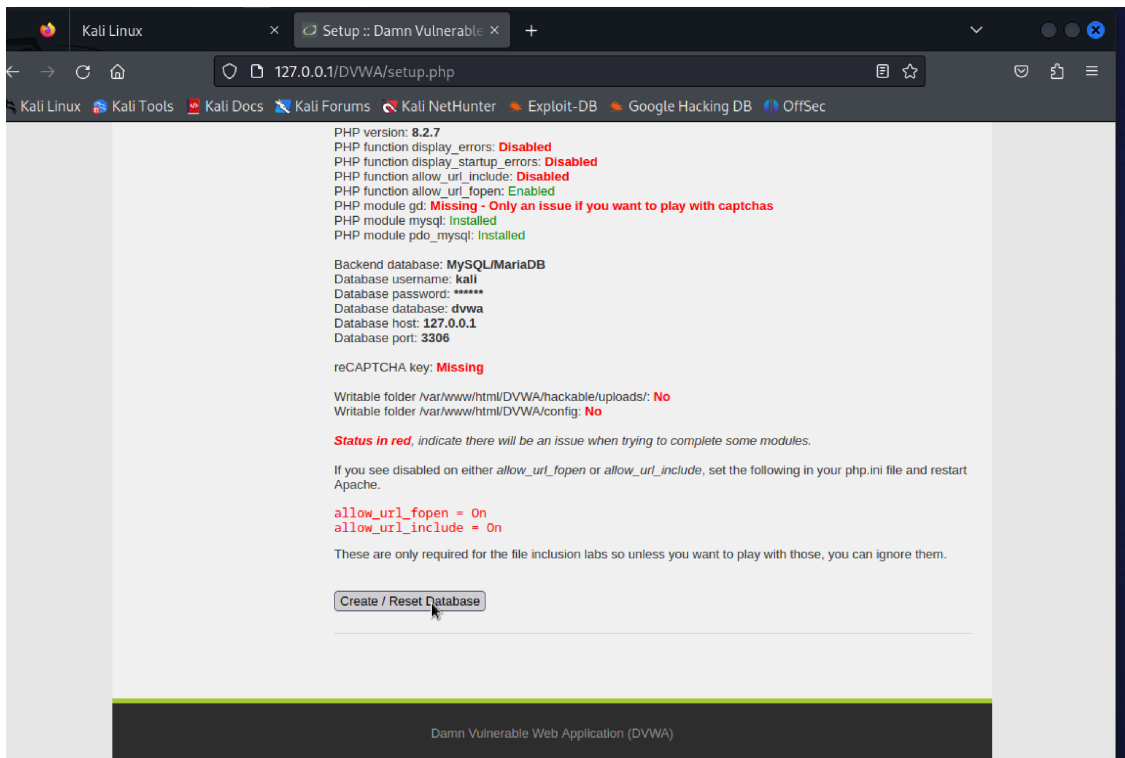 Kali Linux
Setup :: Damn Vulnerable
127.0.0.1/DVWA/setup.php
Kali Linux Kali Tools Kali Docs Kali Forums Kali NetHunter Exploit-DB Google Hacking DB OffSec
PHP version: 8.2.7
PHP function display_errors: Disabled
PHP function display_startup_errors: Disabled
PHP function allow_url_include: Disabled
PHP function allow_url_fopen: Enabled
PHP module gd: Missing - Only an issue if you want to play with captchas
PHP module mysql: Installed
PHP module pdo_mysql: Installed
Backend database: MySQL/MariaDB
Database username: kali
Database password: ******
Database database: dvwa
Database host: 127.0.0.1
Database port: 3306
reCAPTCHA key: Missing
Writable folder /var/www/html/DVWA/hackable/uploads/: No
Writable folder /var/www/html/DVWA/config: No
Status in red, indicate there will be an issue when trying to complete some modules.
If you see disabled on either allow_url_fopen or allow_url_include, set the following in your php.ini file and restart
Apache.
allow_url_fopen = On
allow_url_include = On
These are only required for the file inclusion labs so unless you want to play with those, you can ignore them.
Create / Reset Database
Damn Vulnerable Web Application (DVWA)